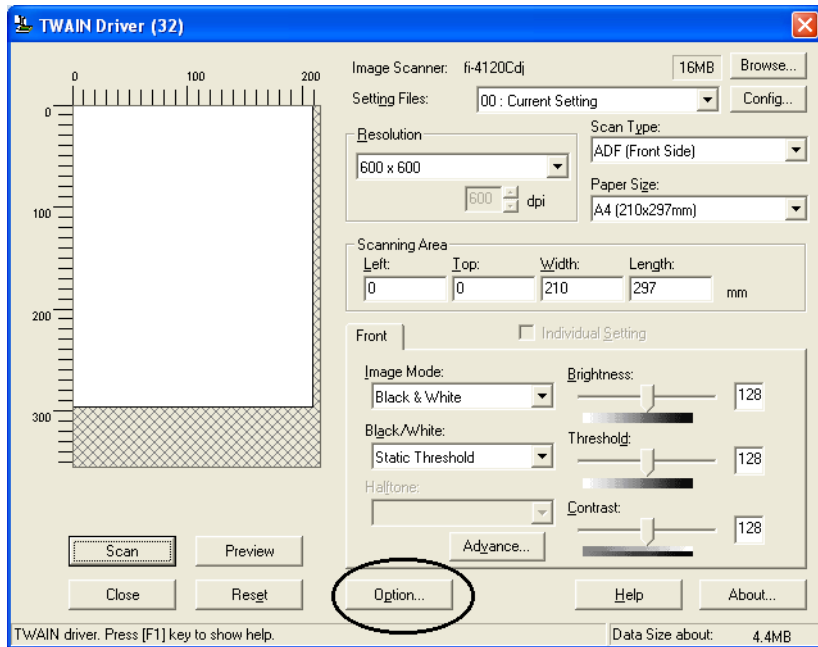 TWAIN Driver (32)
Image Scanner: fi-4120Cdj 16MB Browse...
Setting Files: 00 : Current Setting Config...
Resolution
600 x 600
600 dpi
Scan Type:
ADF (Front Side)
Paper Size:
A4 (210x297mm)
Scanning Area
Left: Top: Width: Length:
0 0 210 297 mm
0 100 200
0
100
200
300
Front
Individual Setting
Image Mode:
Black & White
Black/White:
Static Threshold
Halftone:
Advance...
Brightness:
128
Threshold:
128
Contrast:
128
Scan Preview
Close Reset Option... Help About...
TWAIN driver. Press [F1] key to show help. Data Size about: 4.4MB